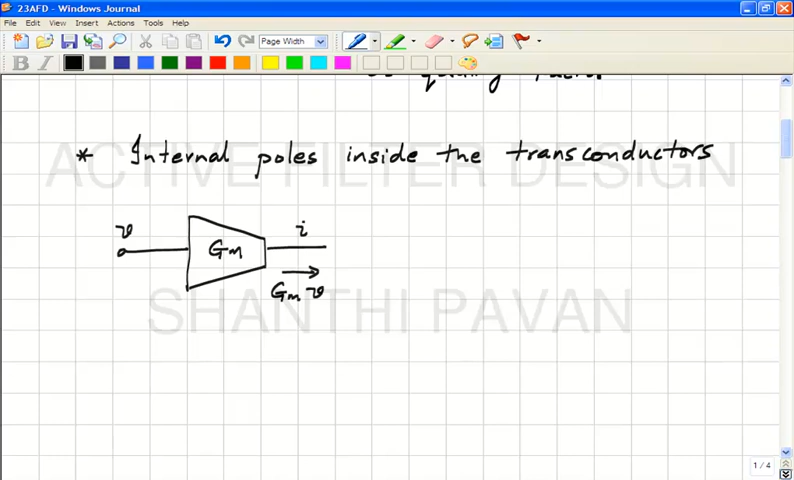 23AFD - Windows Journal
File Edit View Insert Actions Tools Help
Page Width
B I
* Internal poles inside the transconductors
ACTIVE FILTER DESIGN
v Gm i
Gm v
SHANTHI PAVAN
1 / 4